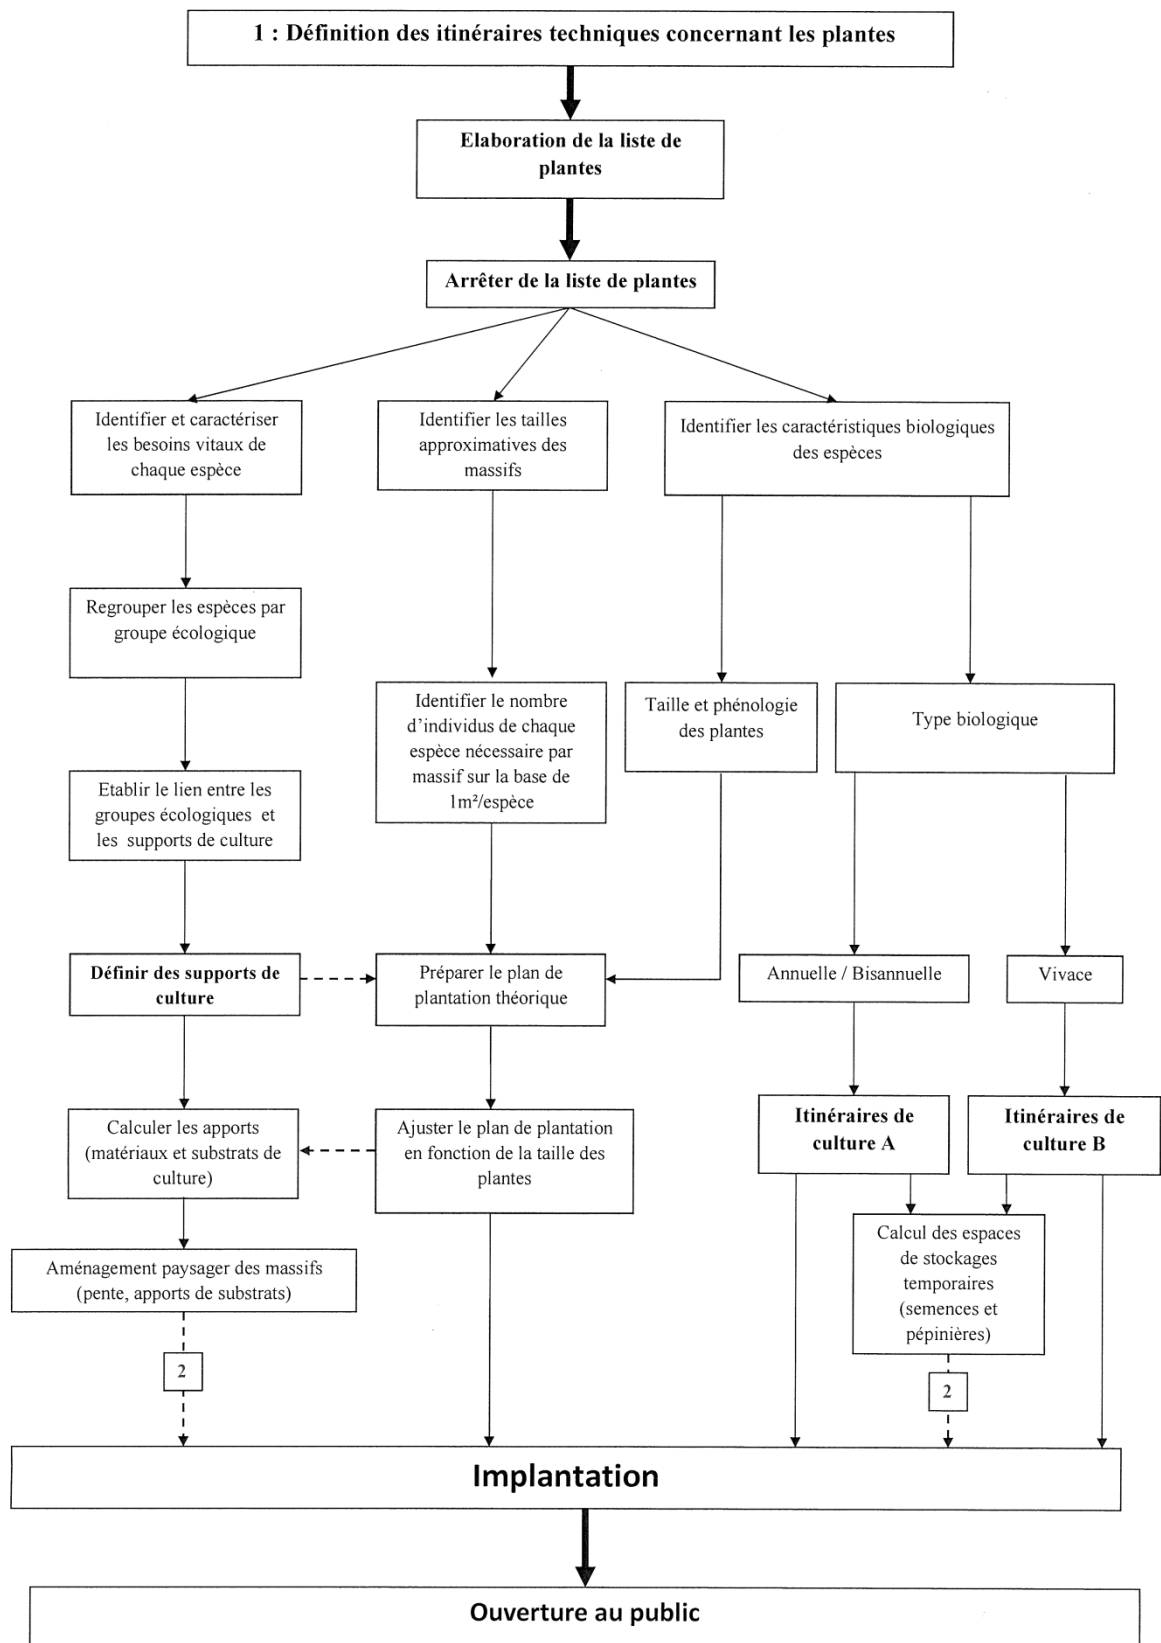 1 : Définition des itinéraires techniques concernant les plantes
Elaboration de la liste de
plantes
Arrêter de la liste de plantes
Identifier et caractériser
les besoins vitaux de
chaque espèce
Identifier les tailles
approximatives des
massifs
Identifier les caractéristiques biologiques
des espèces
Regrouper les espèces par
groupe écologique
Identifier le nombre
d'individus de chaque
espèce nécessaire par
massif sur la base de
1m²/espèce
Taille et phénologie
des plantes
Type biologique
Etablir le lien entre les
groupes écologiques et
les supports de culture
Définir des supports de
culture
Préparer le plan de
plantation théorique
Annuelle / Bisannuelle
Vivace
Calculer les apports
(matériaux et substrats de
culture)
Ajuster le plan de plantation
en fonction de la taille des
plantes
Itinéraires de
culture A
Itinéraires de
culture B
Aménagement paysager des massifs
(pente, apports de substrats)
Calcul des espaces
de stockages
temporaires
(semences et
pépinières)
2
2
Implantation
Ouverture au public